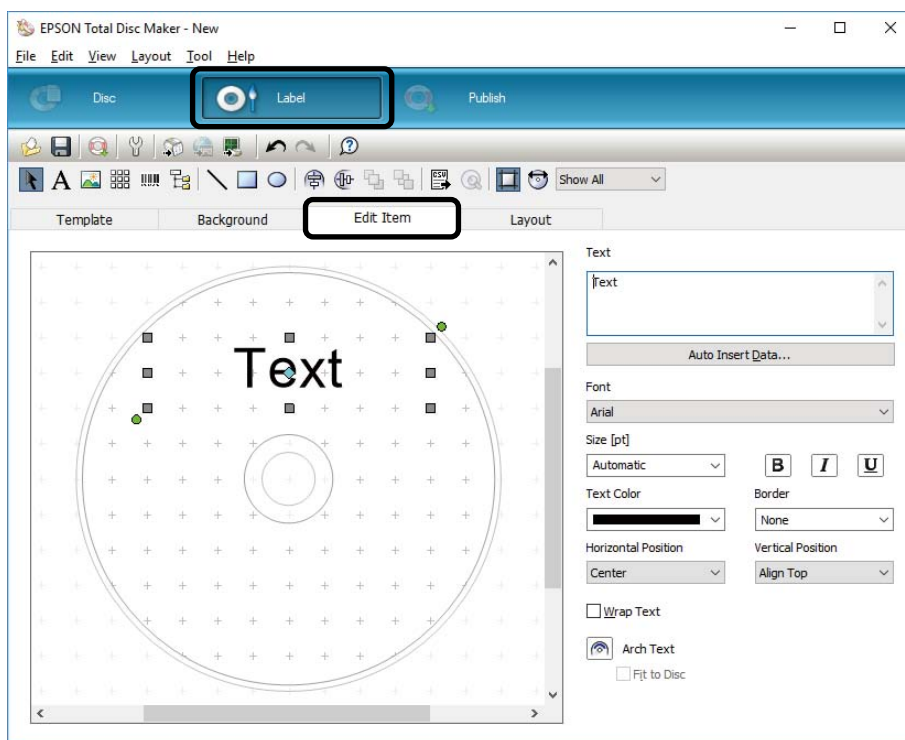 EPSON Total Disc Maker - New
File Edit View Layout Tool Help
Disc Label Publish
A CSV ? Show All
Template Background Edit Item Layout
Text
Text
Text
Auto Insert Data...
Font
Arial
Size [pt]
Automatic B I U
Text Color Border
None
Horizontal Position Vertical Position
Center Align Top
Wrap Text
Arch Text
Fit to Disc